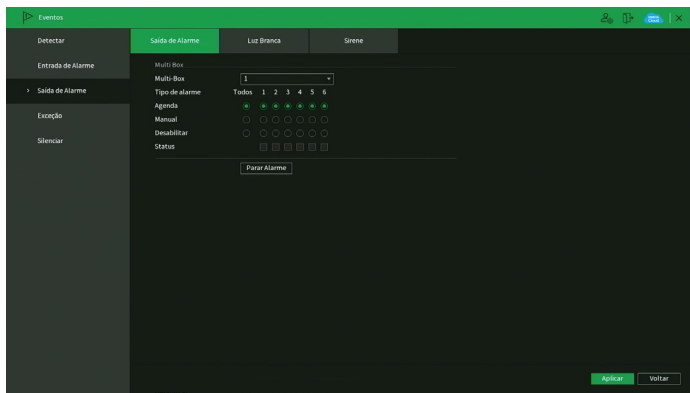 Eventos
Detectar
Entrada de Alarme
Saída de Alarme
Exceção
Silenciar
Saída de Alarme Luz Branca Sirene
Multi Box
Multi-Box 1
Tipo de alarme Todos 1 2 3 4 5 6
Agenda
Manual
Desabilitar
Status
Parar Alarme
Aplicar Voltar